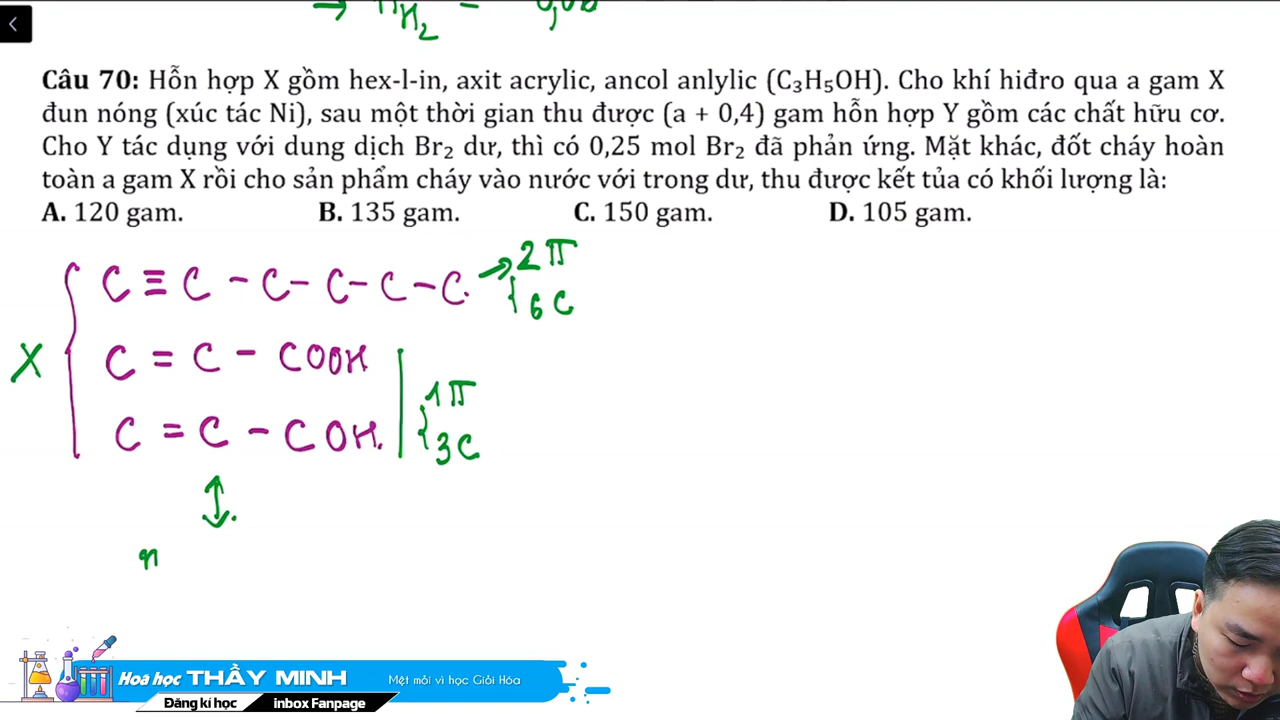 → n H₂ = 0,08
Câu 70: Hỗn hợp X gồm hex-l-in, axit acrylic, ancol anlylic (C₃H₅OH). Cho khí hiđro qua a gam X
đun nóng (xúc tác Ni), sau một thời gian thu được (a + 0,4) gam hỗn hợp Y gồm các chất hữu cơ.
Cho Y tác dụng với dung dịch Br₂ dư, thì có 0,25 mol Br₂ đã phản ứng. Mặt khác, đốt cháy hoàn
toàn a gam X rồi cho sản phẩm cháy vào nước vôi trong dư, thu được kết tủa có khối lượng là:
A. 120 gam. B. 135 gam. C. 150 gam. D. 105 gam.
C ≡ C - C - C - C - C. → 2π
6C
X
C = C - COOH
1π
C = C - COH.
3C
n
Hoá học THẦY MINH Mệt mỏi vì học Giỏi Hóa
Đăng kí học inbox Fanpage